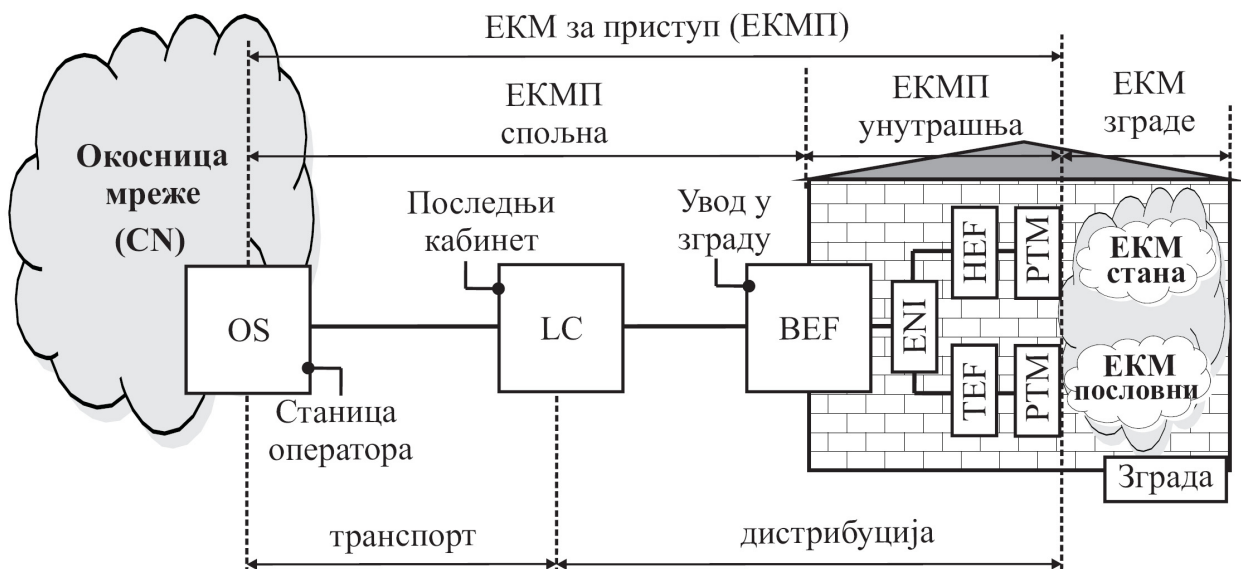 ЕКМ за приступ (ЕКМП)
ЕКМП
спољна
ЕКМП
унутрашња
ЕКМ
зграде
Окосница
мреже
(CN)
Последњи
кабинет
Увод у
зграду
OS
LC
BEF
ENI
HEF
PTM
TEF
PTM
ЕКМ
стана
ЕКМ
пословни
Станица
оператора
Зграда
транспорт
дистрибуција